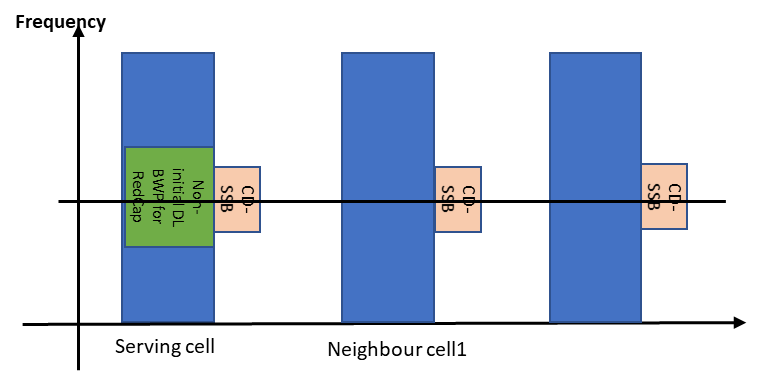 Frequency
Non-
initial DL
BWP for
RedCap
CD-
SSB
CD-
SSB
CD-
SSB
Serving cell
Neighbour cell1